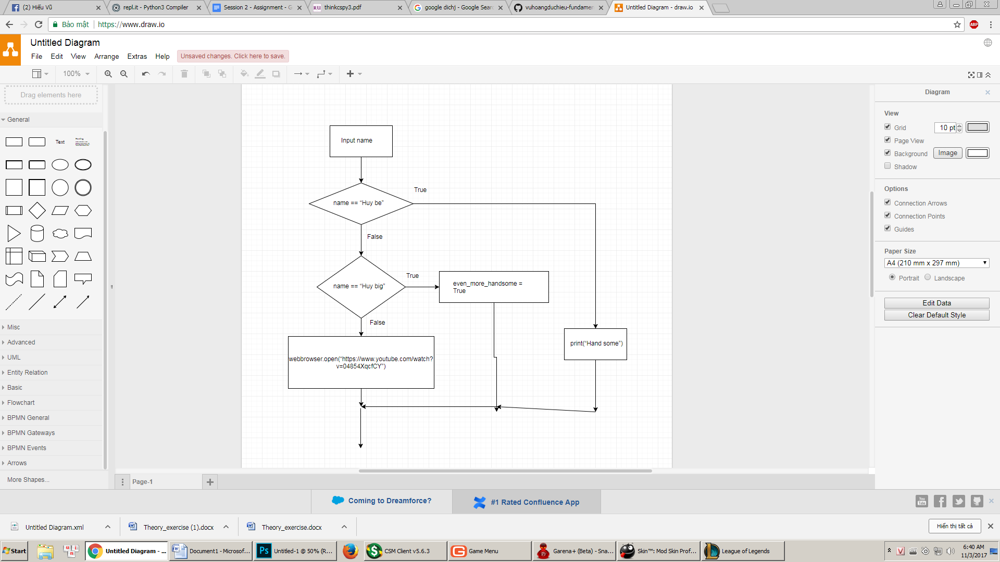 (2) Hiếu Vũ
repl.it - Python3 Compiler
Session 2 - Assignment - G
thinkcspy3.pdf
google dichj - Google Sear
vuhoangduchieu-fundamen
Untitled Diagram - draw.io
Bảo mật
https://www.draw.io
ABP
Untitled Diagram
File Edit View Arrange Extras Help
Unsaved changes. Click here to save.
100%
Drag elements here
General
Text
Heading
Misc
Advanced
UML
Entity Relation
Basic
Flowchart
BPMN General
BPMN Gateways
BPMN Events
Arrows
More Shapes...
Input name
name == “Huy be”
True
False
name == “Huy big”
True
even_more_handsome =
True
False
webbrowser.open(“https://www.youtube.com/watch?
v=04854XqcfCY”)
print(“Hand some”)
Page-1
Diagram
View
Grid
10 pt
Page View
Background
Image
Shadow
Options
Connection Arrows
Connection Points
Guides
Paper Size
A4 (210 mm x 297 mm)
Portrait
Landscape
Edit Data
Clear Default Style
Coming to Dreamforce?
#1 Rated Confluence App
You
Tube
Untitled Diagram.xml
Theory_exercise (1).docx
Theory_exercise.docx
Hiển thị tất cả
Start
Untitled Diagram - ...
Document1 - Microsof...
Untitled-1 @ 50% (R...
CSM Client v5.6.3
Game Menu
Garena+ (Beta) - Sna...
Skin™: Mod Skin Prof...
League of Legends
6:40 AM
11/3/2017